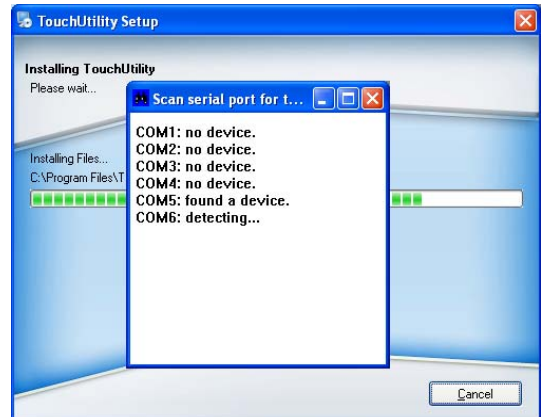 TouchUtility Setup
Installing TouchUtility
Please wait...
Scan serial port for t...
COM1: no device.
COM2: no device.
COM3: no device.
COM4: no device.
COM5: found a device.
COM6: detecting...
Installing Files...
C:\Program Files\T
Cancel